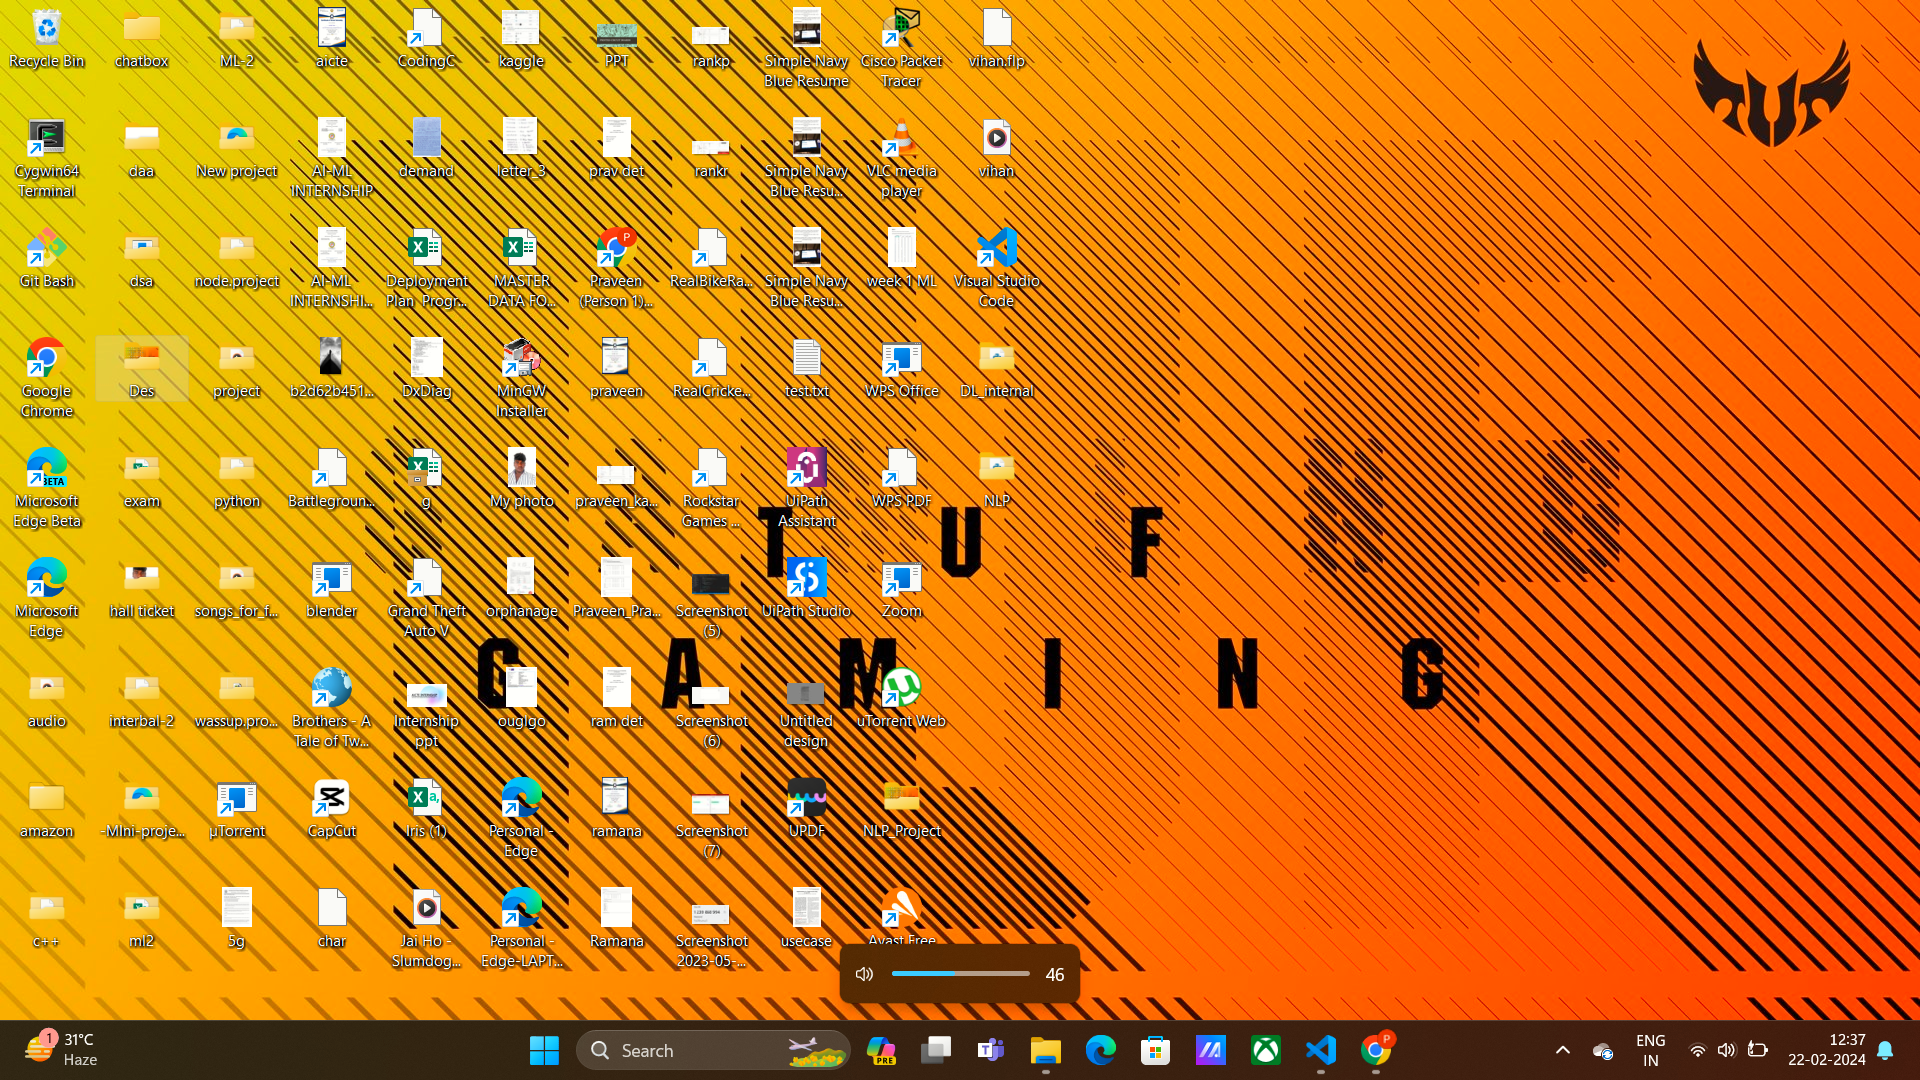 Recycle Bin
chatbox
ML-2
aicte
CodingC
kaggle
PPT
rankp
Simple Navy
Blue Resume
Cisco Packet
Tracer
vihan.flp
Cygwin64
Terminal
daa
New project
AI-ML
INTERNSHIP
demand
letter_3
prav det
rankr
Simple Navy
Blue Resu...
VLC media
player
vihan
Git Bash
dsa
node.project
AI-ML
INTERNSHI...
Deployment
Plan_Progr...
MASTER
DATA FO...
Praveen
(Person 1)...
RealBikeRa...
Simple Navy
Blue Resu...
week 1 ML
Visual Studio
Code
Google
Chrome
Des
project
b2d62b451...
DxDiag
MinGW
Installer
praveen
RealCricke...
test.txt
WPS Office
DL_internal
BETA
Microsoft
Edge Beta
exam
python
Battlegroun...
g
My photo
praveen_ka...
Rockstar
Games ...
UiPath
Assistant
WPS PDF
NLP
TUF
Microsoft
Edge
hall ticket
songs_for_f...
blender
Grand Theft
Auto V
orphanage
Praveen_Pra...
Screenshot
(5)
UiPath Studio
Zoom
GAMING
audio
interbal-2
wassup.pro...
Brothers - A
Tale of Tw...
Internship
ppt
ougigo
ram det
Screenshot
(6)
Untitled
design
uTorrent Web
amazon
-MIni-proje...
µTorrent
CapCut
Iris (1)
Personal -
Edge
ramana
Screenshot
(7)
UPDF
NLP_Project
c++
ml2
5g
char
Jai Ho -
Slumdog...
Personal -
Edge-LAPT...
Ramana
Screenshot
2023-05-...
usecase
Avast Free
46
1
31°C
Haze
Search
PRE
P
ENG
IN
12:37
22-02-2024